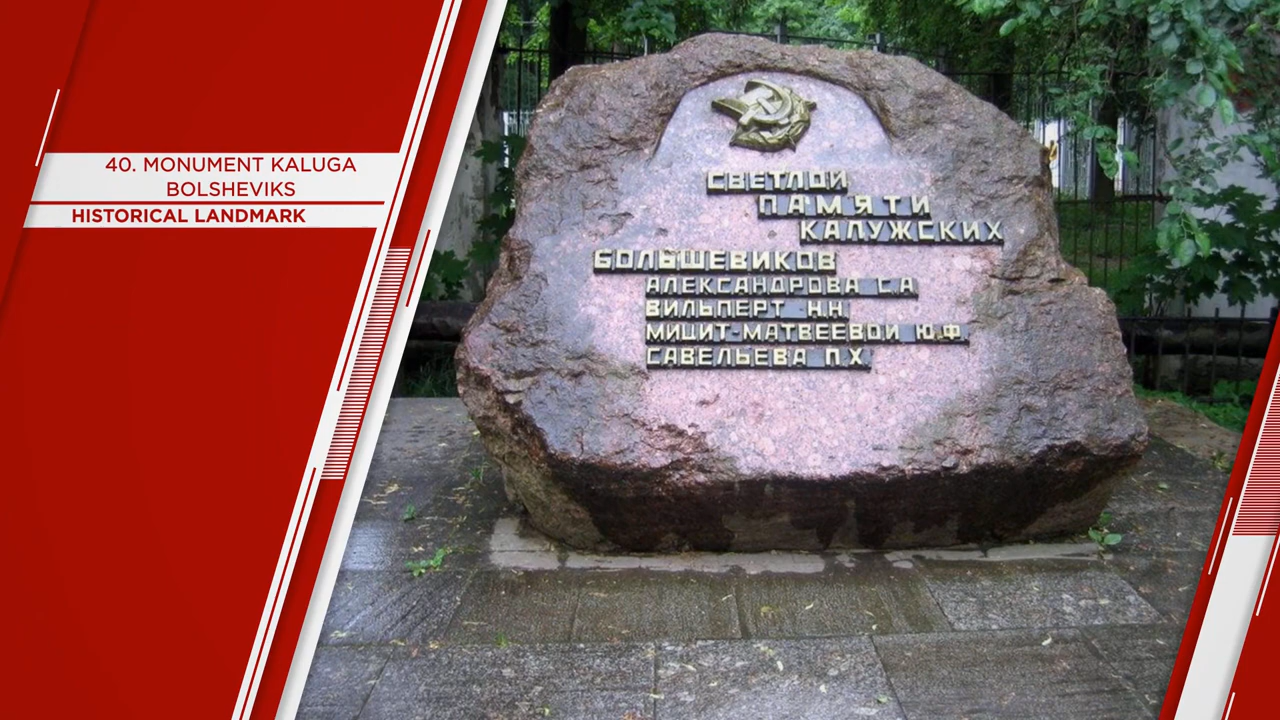 40. MONUMENT KALUGA
BOLSHEVIKS
HISTORICAL LANDMARK
СВЕТЛОЙ
ПАМЯТИ
КАЛУЖСКИХ
БОЛЬШЕВИКОВ
АЛЕКСАНДРОВА С.А
ВИЛЬПЕРТ Н.Н.
МИЦИТ-МАТВЕЕВОЙ Ю.Ф.
САВЕЛЬЕВА П.Х.